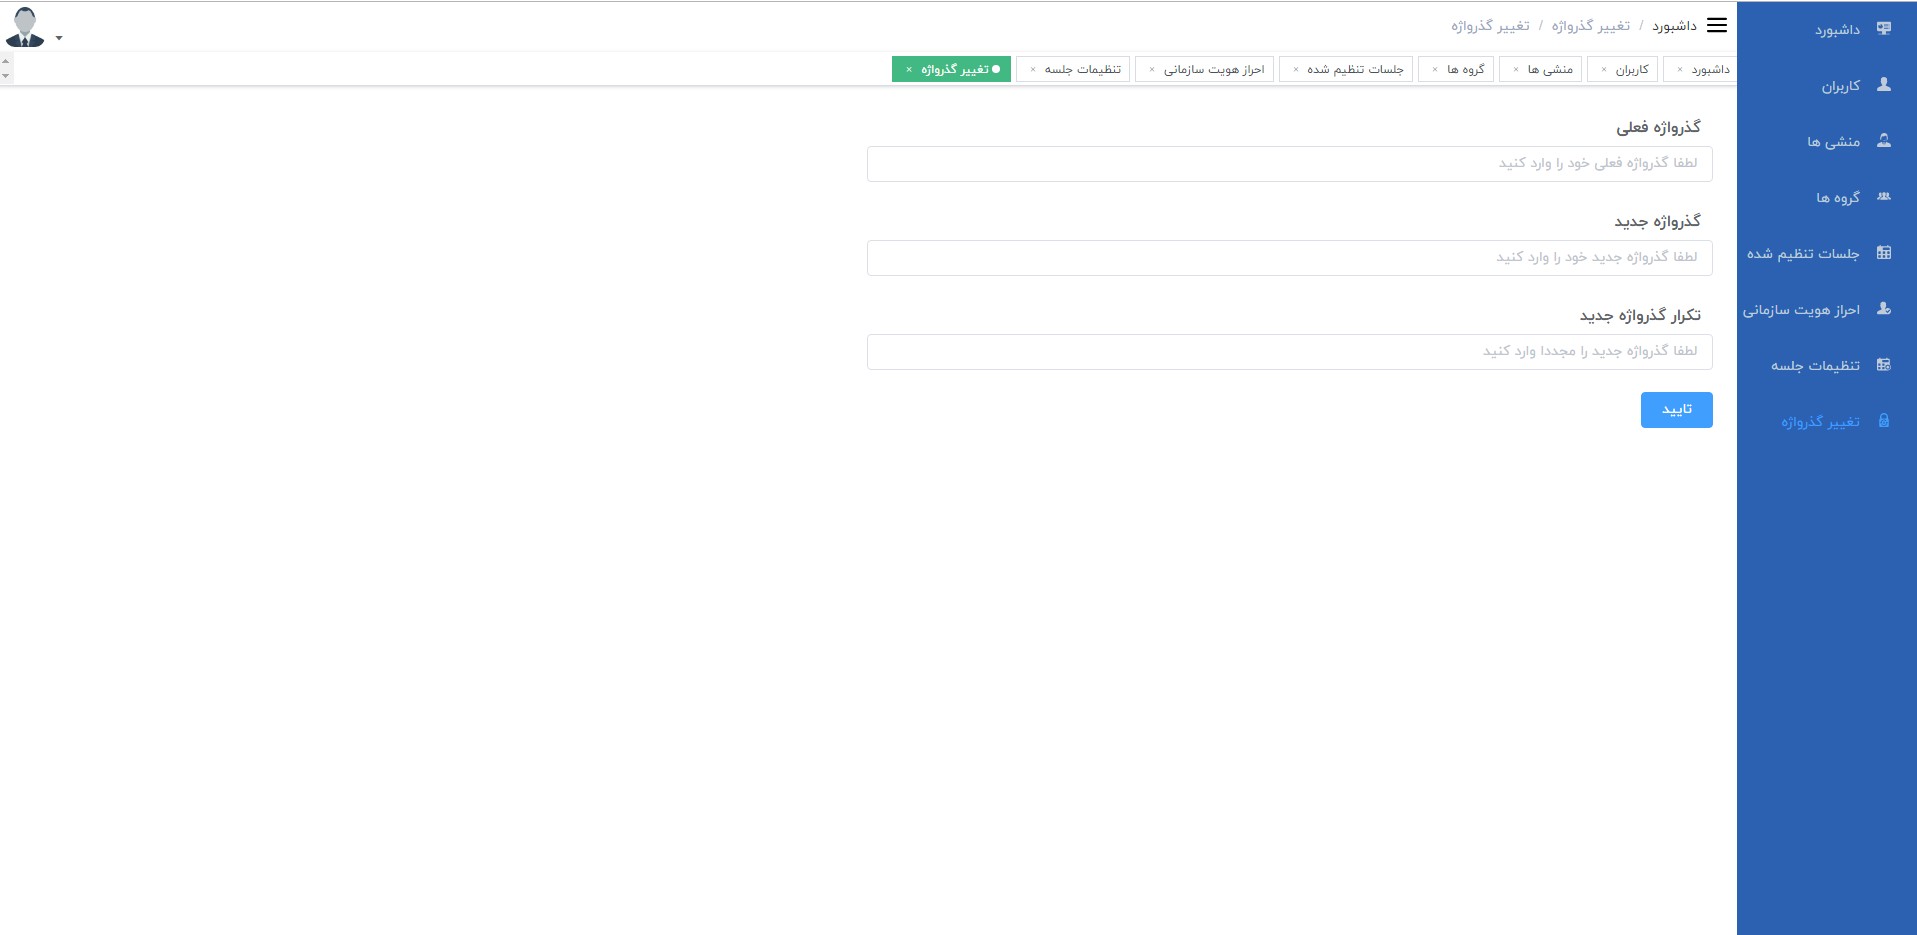 داشبورد / تغییر گذرواژه / تغییر گذرواژه
داشبورد × کاربران × منشی ها × گروه ها × جلسات تنظیم شده × احراز هویت سازمانی × تنظیمات جلسه × تغییر گذرواژه ×
داشبورد
کاربران
منشی ها
گروه ها
جلسات تنظیم شده
احراز هویت سازمانی
تنظیمات جلسه
تغییر گذرواژه
گذرواژه فعلی
لطفا گذرواژه فعلی خود را وارد کنید
گذرواژه جدید
لطفا گذرواژه جدید خود را وارد کنید
تکرار گذرواژه جدید
لطفا گذرواژه جدید را مجددا وارد کنید
تایید